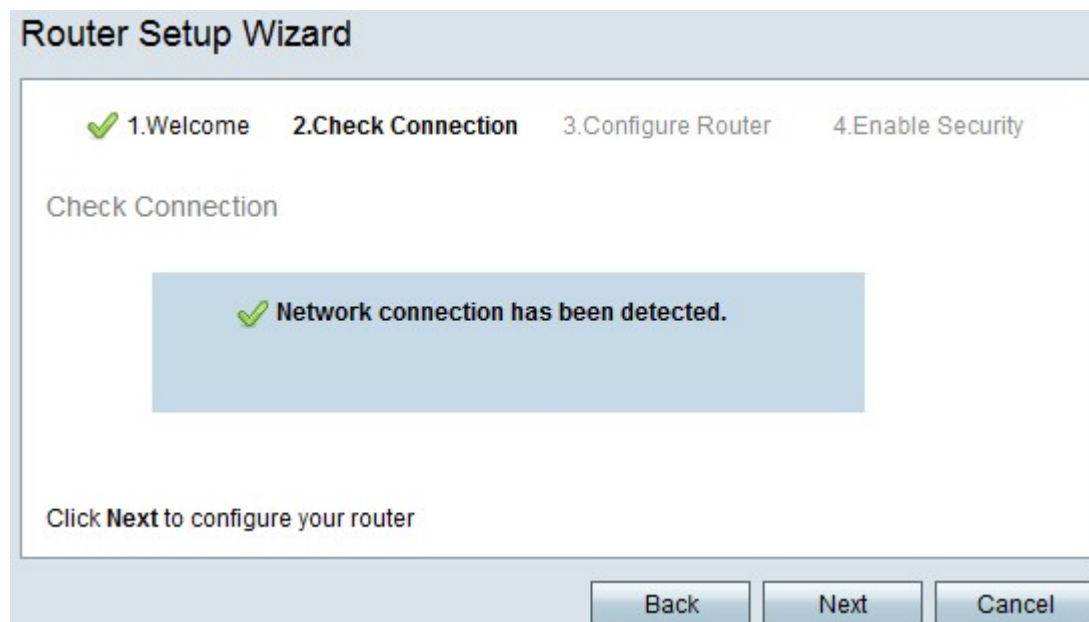 Router Setup Wizard
1.Welcome 2.Check Connection 3.Configure Router 4.Enable Security
Check Connection
Network connection has been detected.
Click Next to configure your router
Back Next Cancel